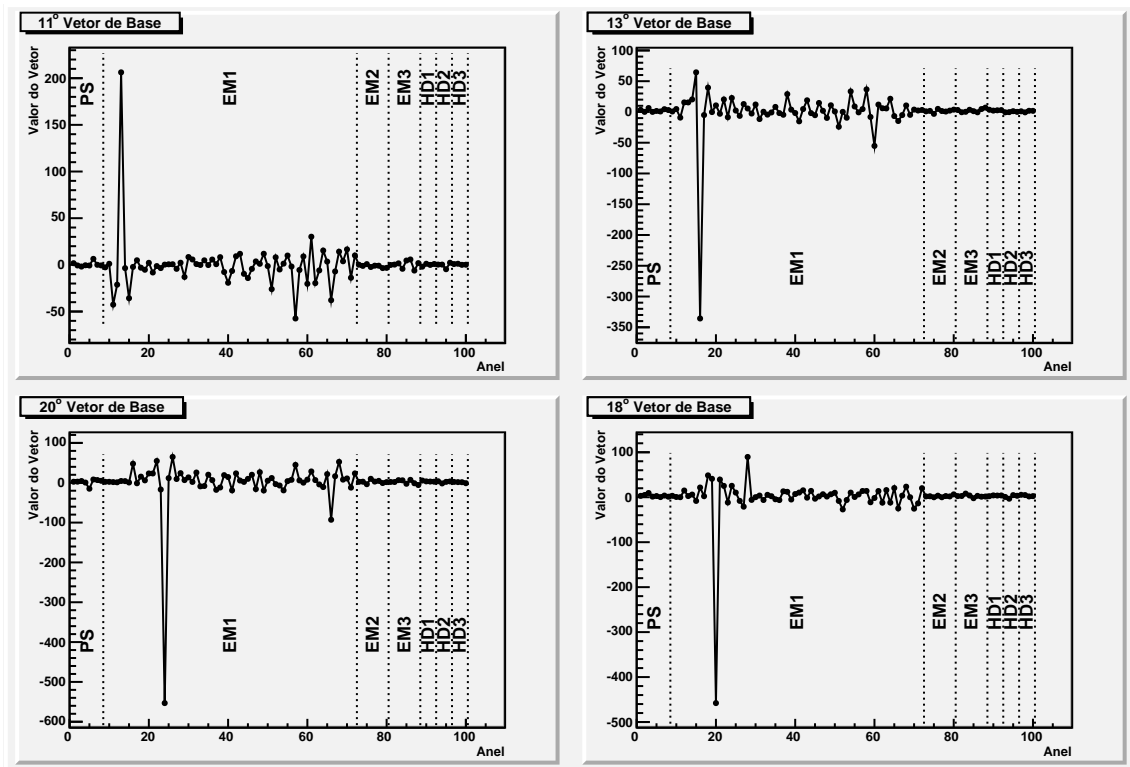 11° Vetor de Base
Valor do Vetor
200
150
100
50
0
-50
PS
EM1
EM2
EM3
HD1
HD2
HD3
0 20 40 60 80 100
Anel
13° Vetor de Base
Valor do Vetor
100
50
0
-50
-100
-150
-200
-250
-300
-350
PS
EM1
EM2
EM3
HD1
HD2
HD3
0 20 40 60 80 100
Anel
20° Vetor de Base
Valor do Vetor
100
0
-100
-200
-300
-400
-500
-600
PS
EM1
EM2
EM3
HD1
HD2
HD3
0 20 40 60 80 100
Anel
18° Vetor de Base
Valor do Vetor
100
0
-100
-200
-300
-400
-500
PS
EM1
EM2
EM3
HD1
HD2
HD3
0 20 40 60 80 100
Anel